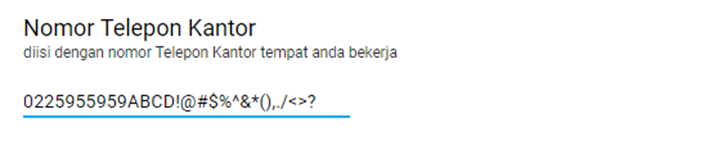 Nomor Telepon Kantor
diisi dengan nomor Telepon Kantor tempat anda bekerja
0225955959ABCD!@#$%^&*(),./<>?